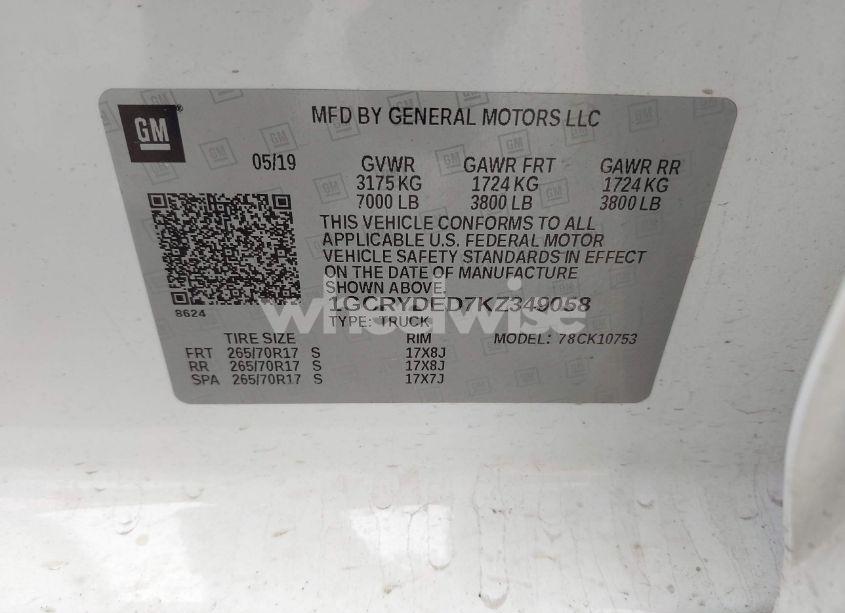 GM
MFD BY GENERAL MOTORS LLC
05/19 GVWR GAWR FRT GAWR RR
3175 KG 1724 KG 1724 KG
7000 LB 3800 LB 3800 LB
THIS VEHICLE CONFORMS TO ALL
APPLICABLE U.S. FEDERAL MOTOR
VEHICLE SAFETY STANDARDS IN EFFECT
ON THE DATE OF MANUFACTURE
SHOWN ABOVE.
8624
1GCRYDED7KZ349058
wheelwise
TYPE: TRUCK
TIRE SIZE RIM MODEL: 78CK10753
FRT 265/70R17 S 17X8J
RR 265/70R17 S 17X8J
SPA 265/70R17 S 17X7J